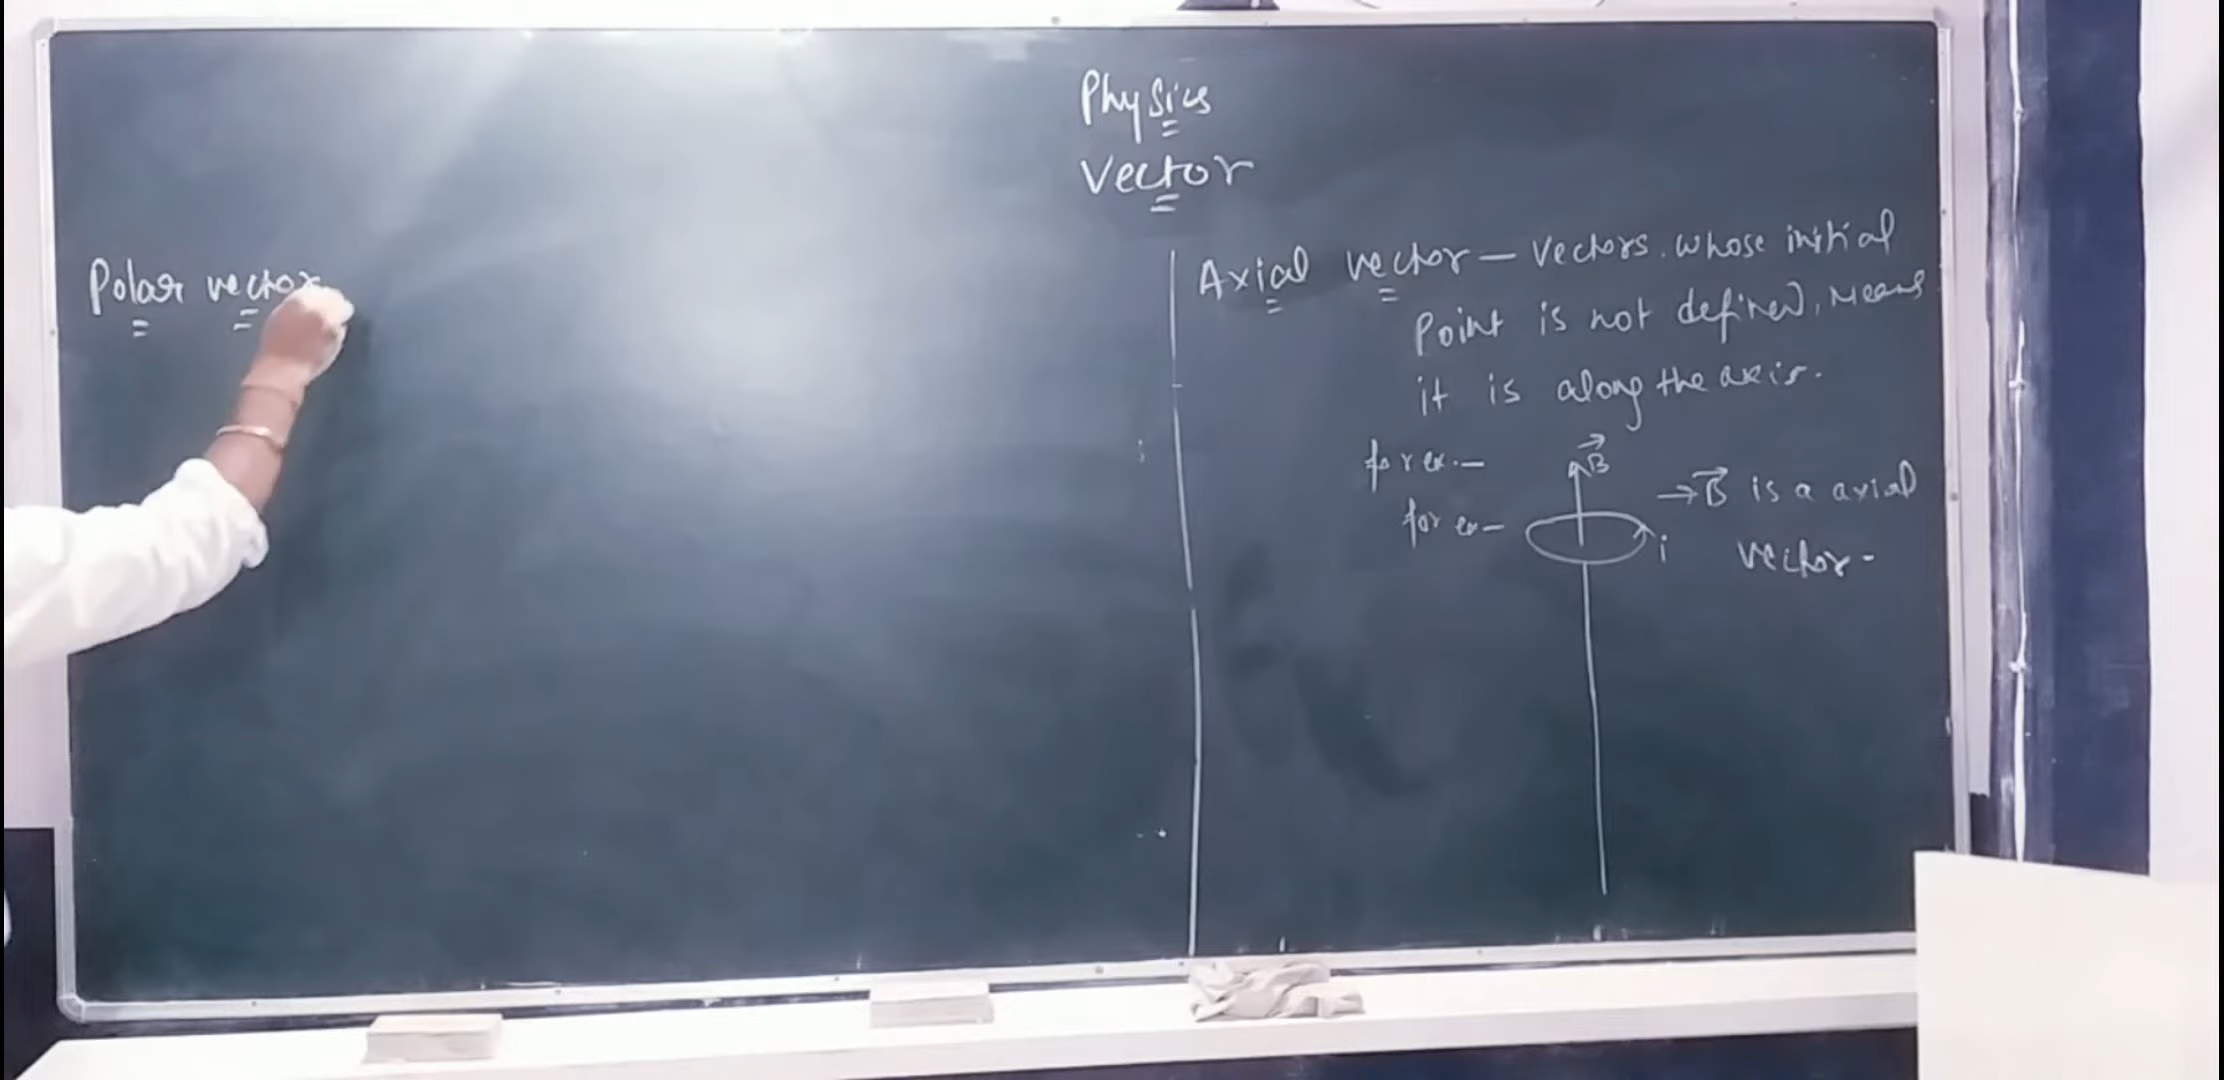 Physics
Vector
Polar vector
Axial vector — Vectors. whose initial
Point is not defined, Means
it is along the axis.
for ex. —
B
for ex —
i
→ B is a axial
vector -